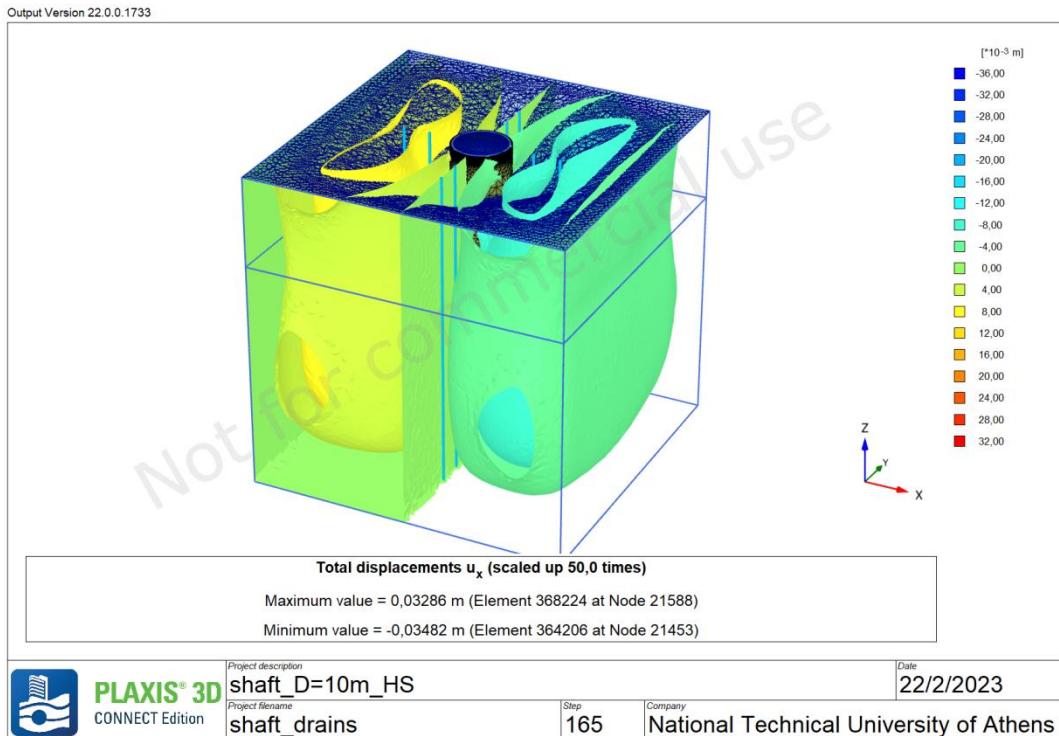 Output Version 22.0.0.1733
[*10-3 m]
-36,00
-32,00
-28,00
-24,00
-20,00
-16,00
-12,00
-8,00
-4,00
0,00
4,00
8,00
12,00
16,00
20,00
24,00
28,00
32,00
Not for commercial use
Z
Y
X
Total displacements ux (scaled up 50,0 times)
Maximum value = 0,03286 m (Element 368224 at Node 21588)
Minimum value = -0,03482 m (Element 364206 at Node 21453)
PLAXIS® 3D
CONNECT Edition
Project description
shaft_D=10m_HS
Date
22/2/2023
Project filename
shaft_drains
Step
165
Company
National Technical University of Athens